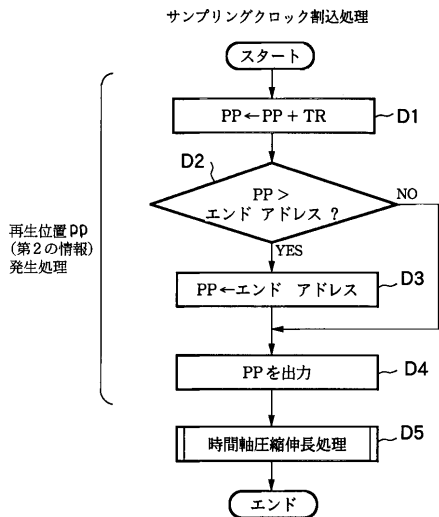 サンプリングクロック割込処理
スタート
PP←PP + TR
D1
D2
PP >
エンド アドレス ?
NO
YES
再生位置PP
(第2の情報)
発生処理
PP←エンド アドレス
D3
PPを出力
D4
時間軸圧縮伸長処理
D5
エンド